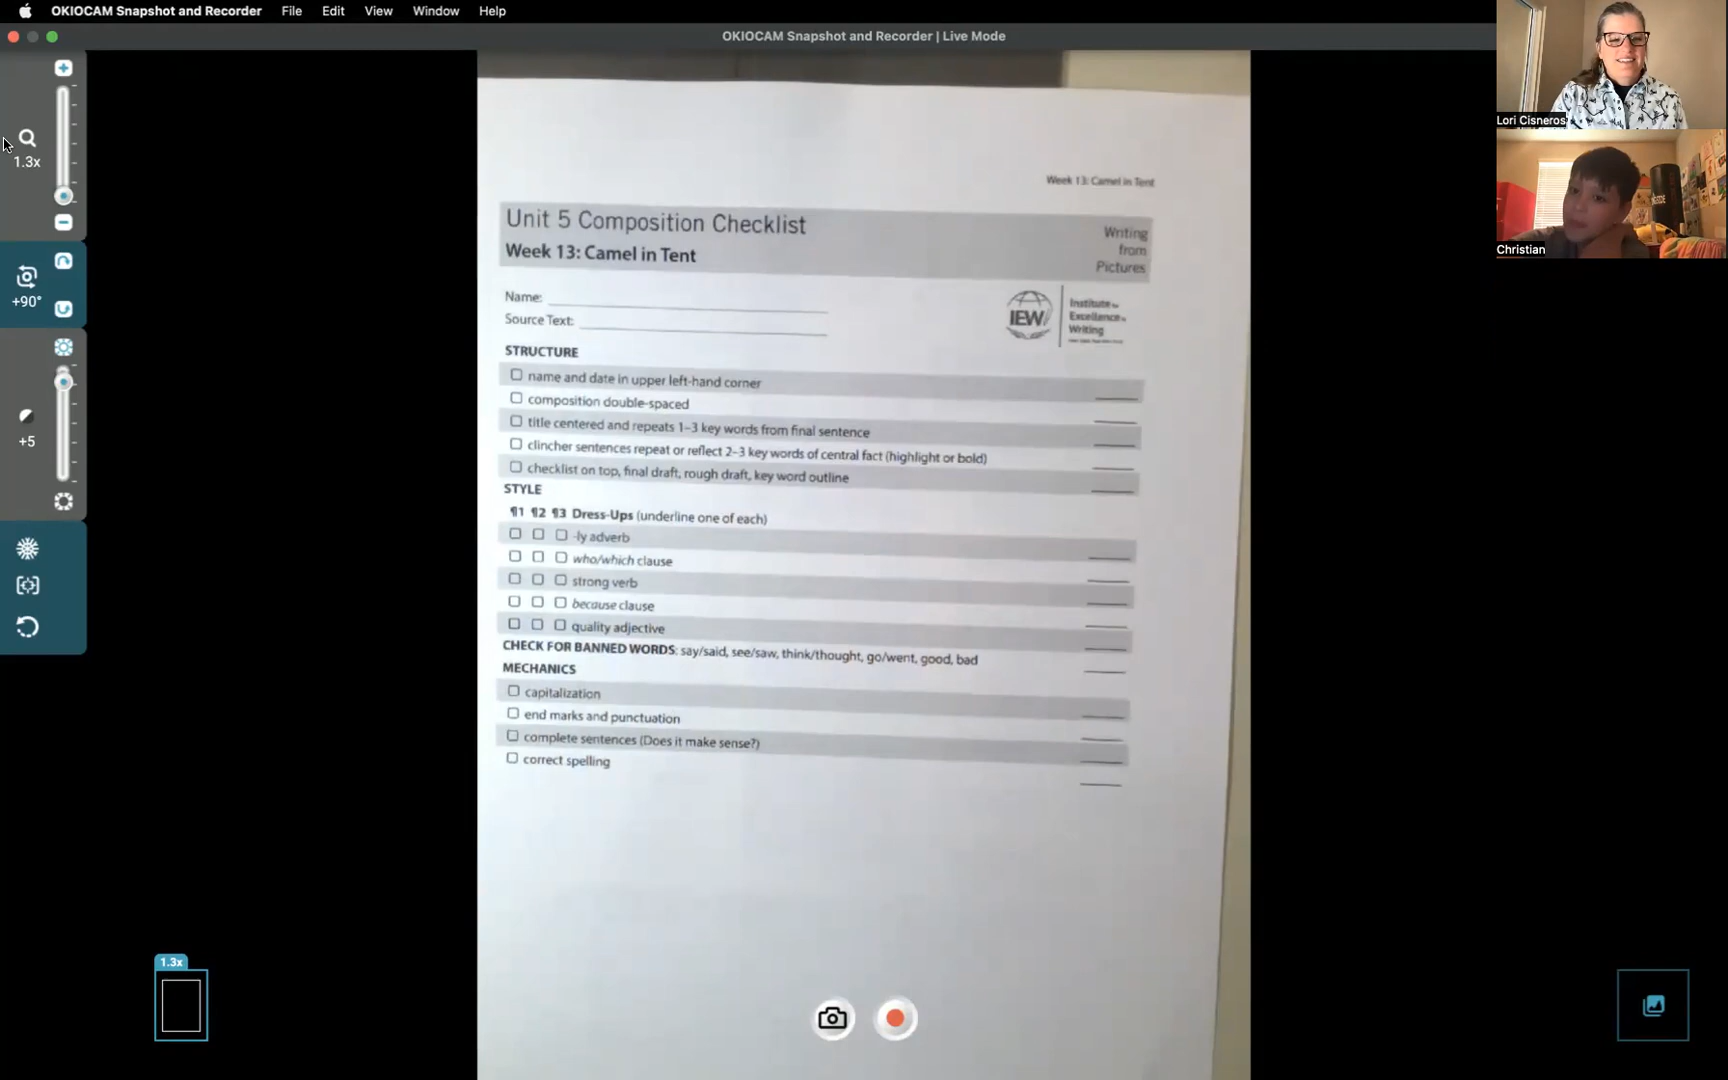 OKIOCAM Snapshot and Recorder File Edit View Window Help
OKIOCAM Snapshot and Recorder | Live Mode
1.3x
+90°
+5
1.3x
Lori Cisneros
Christian
Week 13: Camel in Tent
Unit 5 Composition Checklist
Week 13: Camel in Tent
Writing
from
Pictures
Name:
Source Text:
IEW
Institute for
Excellence in
Writing
STRUCTURE
name and date in upper left-hand corner
composition double-spaced
title centered and repeats 1–3 key words from final sentence
clincher sentences repeat or reflect 2–3 key words of central fact (highlight or bold)
checklist on top, final draft, rough draft, key word outline
STYLE
¶1 ¶2 ¶3 Dress-Ups (underline one of each)
-ly adverb
who/which clause
strong verb
because clause
quality adjective
CHECK FOR BANNED WORDS: say/said, see/saw, think/thought, go/went, good, bad
MECHANICS
capitalization
end marks and punctuation
complete sentences (Does it make sense?)
correct spelling